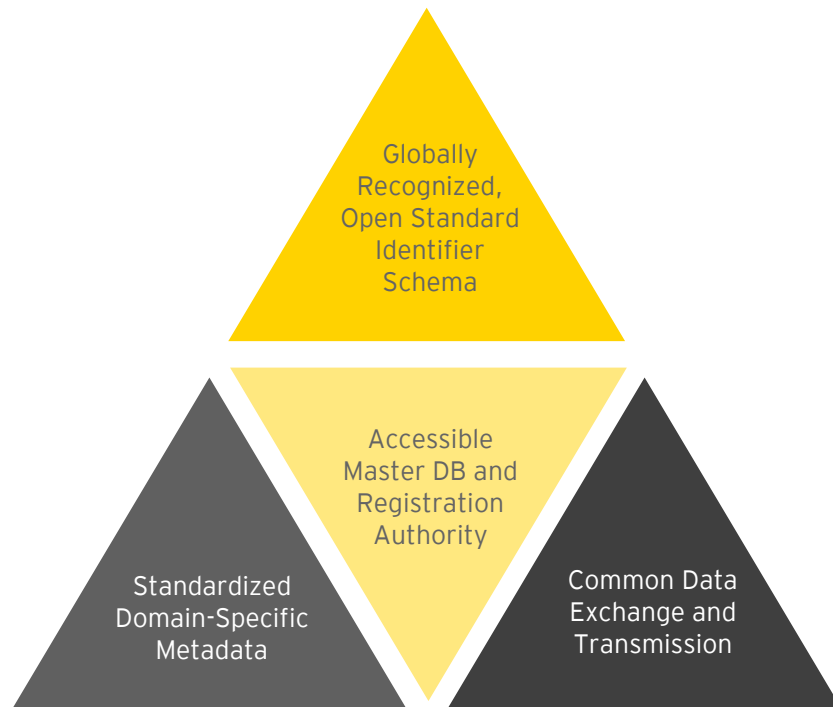 Globally
Recognized,
Open Standard
Identifier
Schema
Accessible
Master DB and
Registration
Authority
Standardized
Domain-Specific
Metadata
Common Data
Exchange and
Transmission